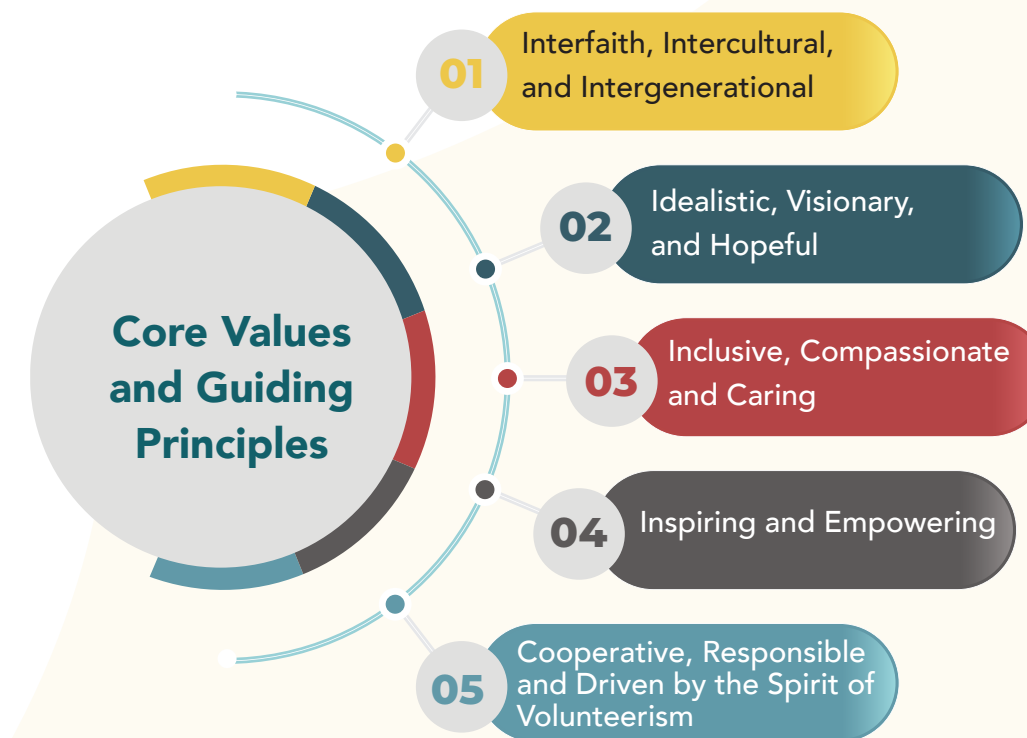 Core Values
and Guiding
Principles
01
Interfaith, Intercultural,
and Intergenerational
02
Idealistic, Visionary,
and Hopeful
03
Inclusive, Compassionate
and Caring
04
Inspiring and Empowering
05
Cooperative, Responsible
and Driven by the Spirit of
Volunteerism